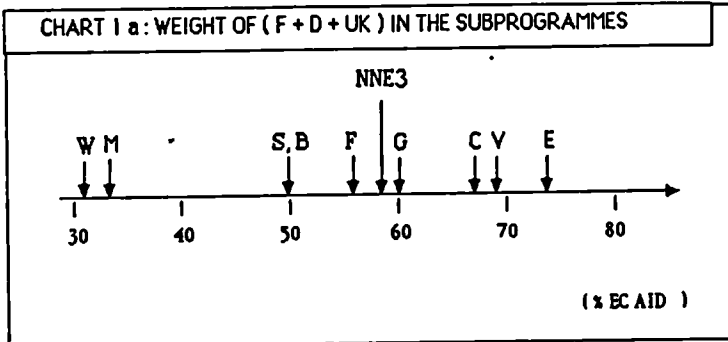 CHART 1 a : WEIGHT OF ( F + D + UK ) IN THE SUBPROGRAMMES
NNE3
W M S,B F G C V E
30 40 50 60 70 80
( % EC AID )